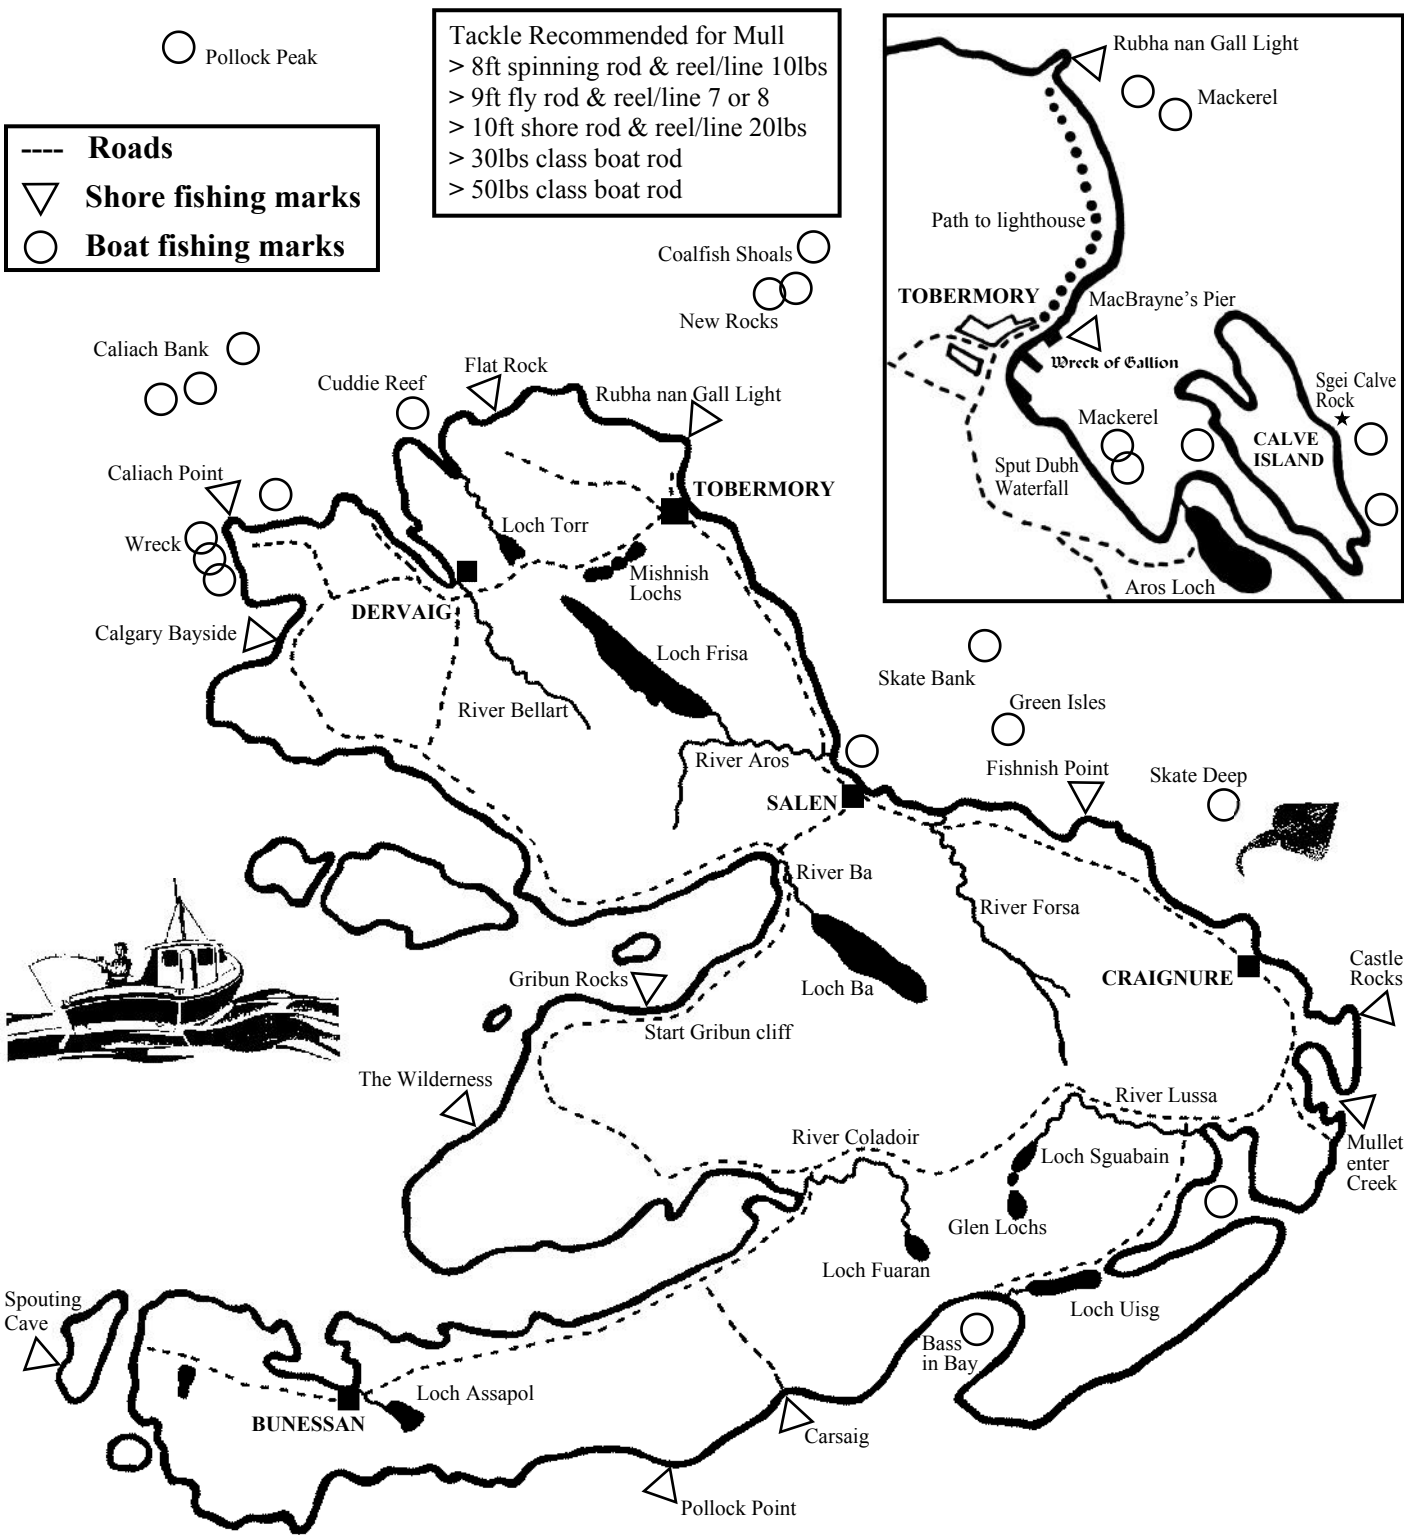 Pollock Peak
Tackle Recommended for Mull
> 8ft spinning rod & reel/line 10lbs
> 9ft fly rod & reel/line 7 or 8
> 10ft shore rod & reel/line 20lbs
> 30lbs class boat rod
> 50lbs class boat rod
---- Roads
Shore fishing marks
Boat fishing marks
Rubha nan Gall Light
Mackerel
Path to lighthouse
TOBERMORY
MacBrayne's Pier
Wreck of Gallion
Sgei Calve
Rock
Mackerel
CALVE
ISLAND
Sput Dubh
Waterfall
Aros Loch
Coalfish Shoals
New Rocks
Caliach Bank
Cuddie Reef
Flat Rock
Rubha nan Gall Light
Caliach Point
TOBERMORY
Wreck
Loch Torr
Mishnish
Lochs
DERVAIG
Calgary Bayside
Loch Frisa
River Bellart
Skate Bank
Green Isles
River Aros
Fishnish Point
Skate Deep
SALEN
River Ba
River Forsa
Gribun Rocks
Loch Ba
CRAIGNURE
Castle
Rocks
Start Gribun cliff
The Wilderness
River Lussa
River Coladoir
Loch Sguabain
Mullet
enter
Creek
Glen Lochs
Loch Fuaran
Loch Uisg
Spouting
Cave
Bass
in Bay
Loch Assapol
BUNESSAN
Carsaig
Pollock Point